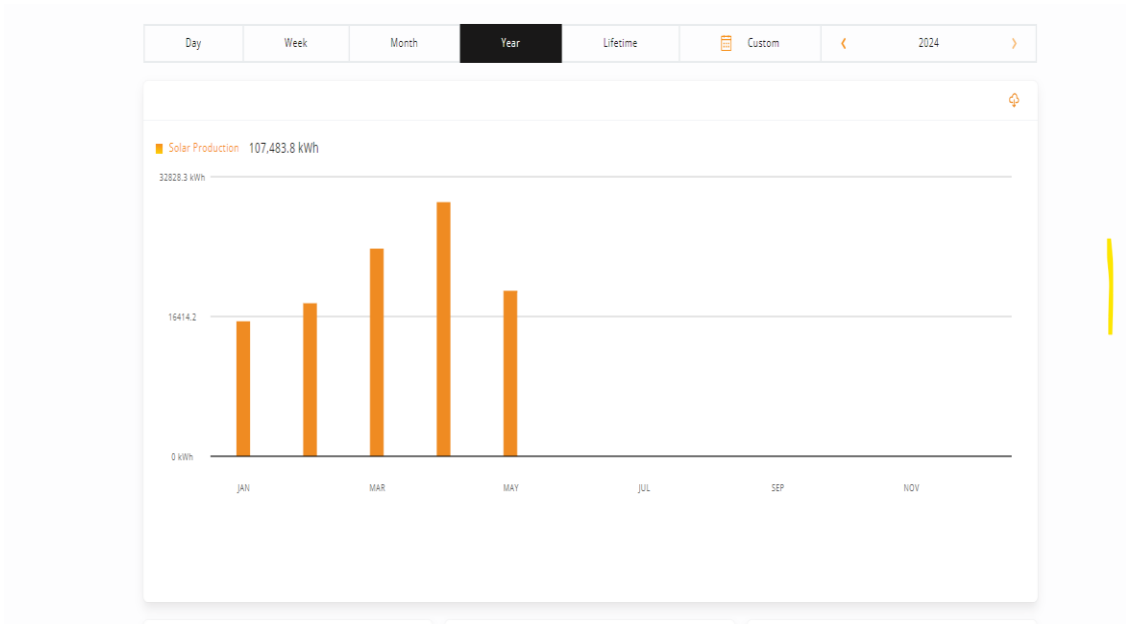 Day Week Month Year Lifetime Custom 2024
Solar Production 107,483.8 kWh
32828.3 kWh
16414.2
0 kWh
JAN MAR MAY JUL SEP NOV